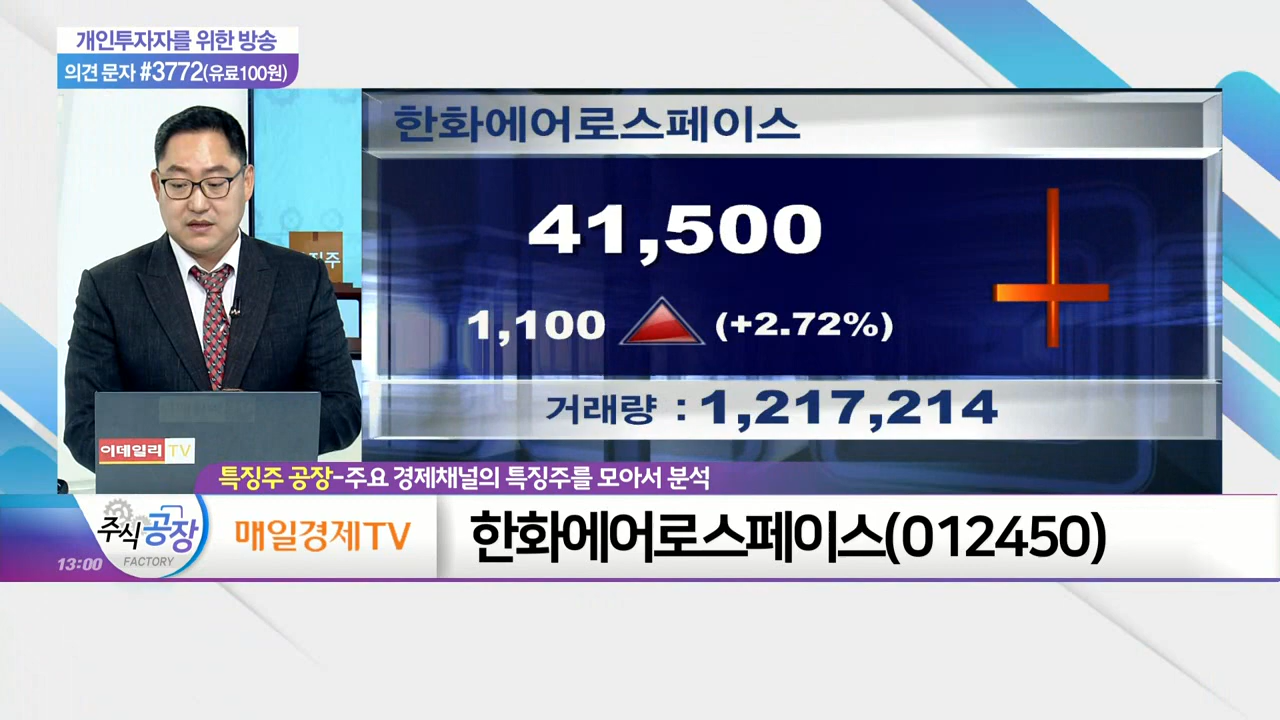 개인투자자를 위한 방송
의견 문자 #3772(유료100원)
한화에어로스페이스
41,500
1,100 ▲ (+2.72%)
거래량 : 1,217,214
징주
이데일리 TV
특징주 공장-주요 경제채널의 특징주를 모아서 분석
주식공장
FACTORY
13:00
매일경제TV
한화에어로스페이스(012450)